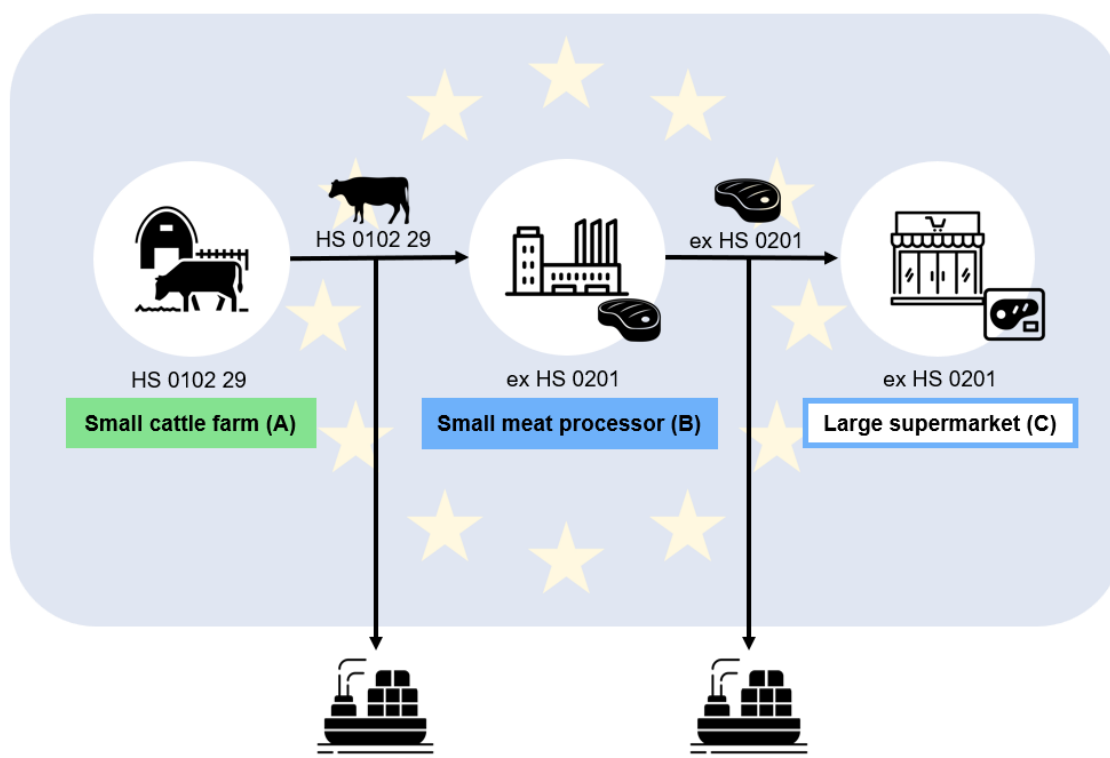 HS 0102 29
ex HS 0201
HS 0102 29
ex HS 0201
ex HS 0201
Small cattle farm (A)
Small meat processor (B)
Large supermarket (C)